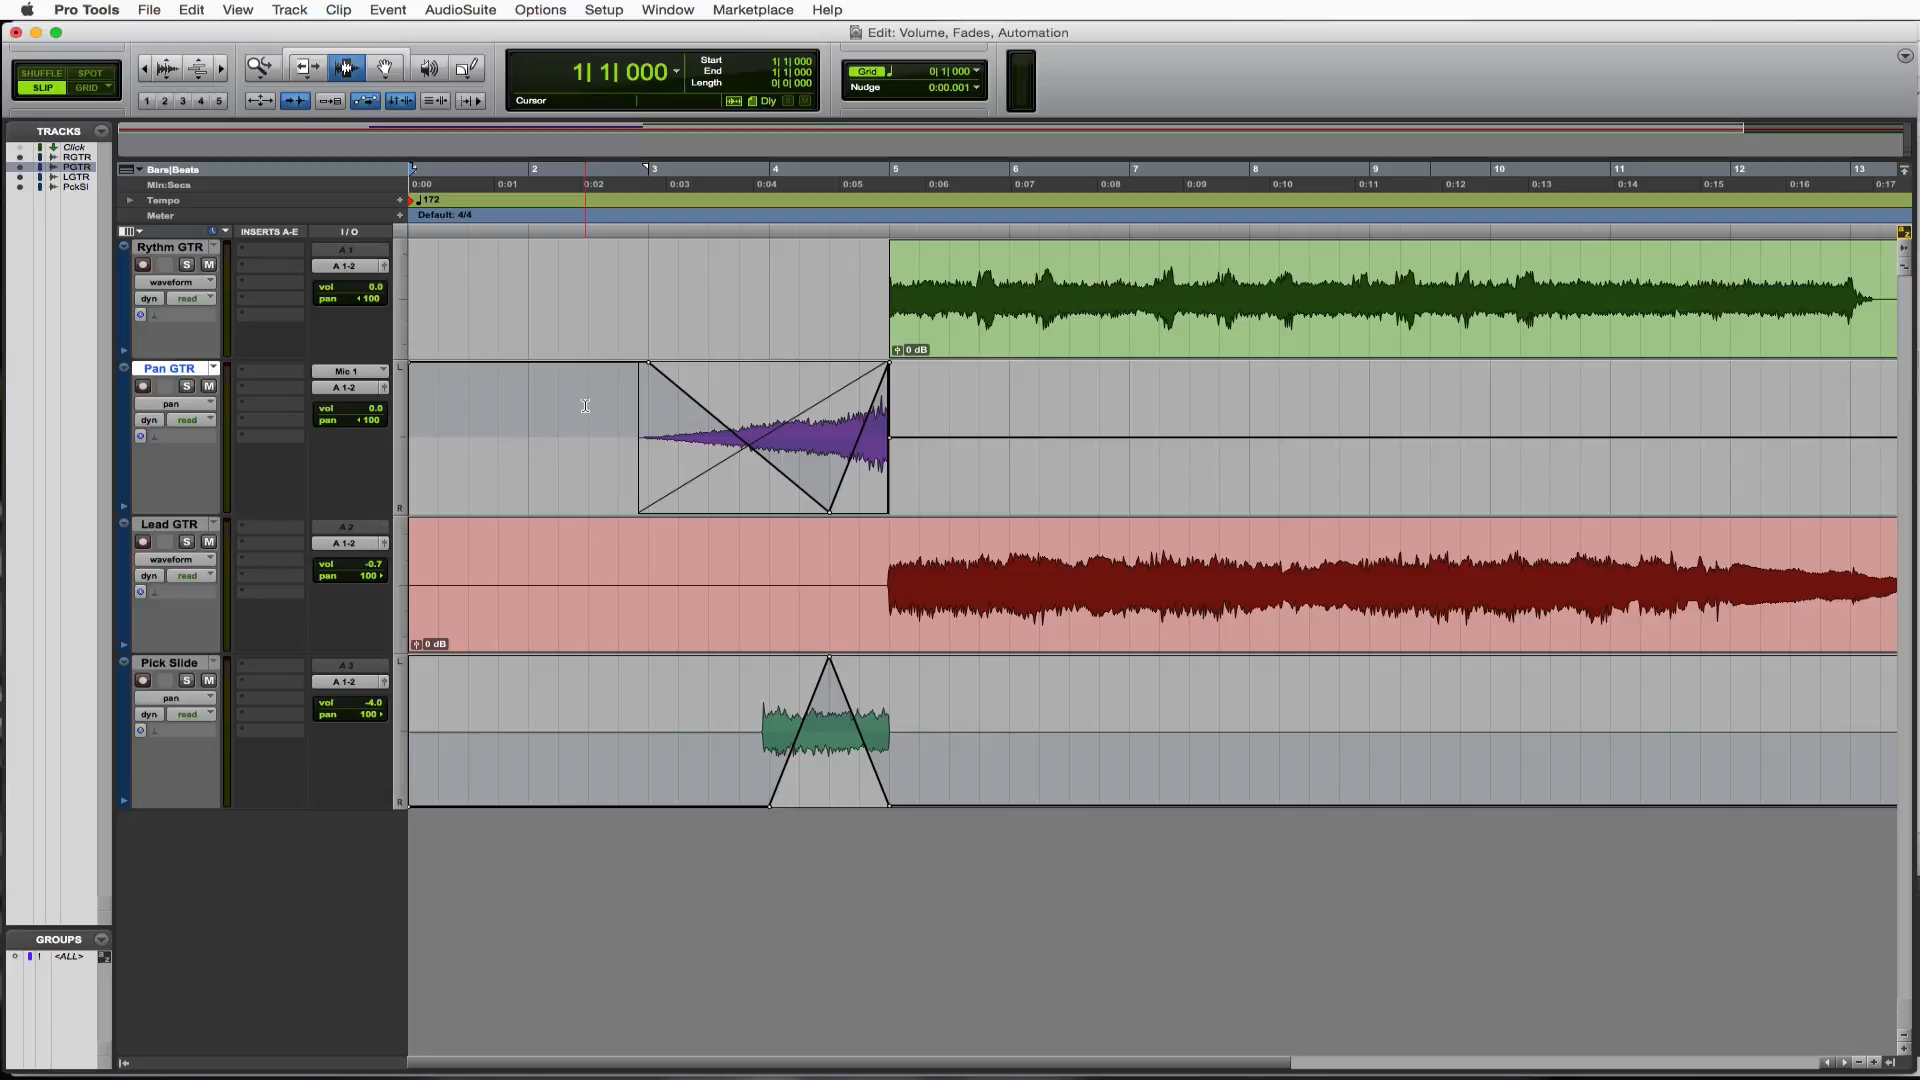 Pro Tools File Edit View Track Clip Event AudioSuite Options Setup Window Marketplace Help
Edit: Volume, Fades, Automation
SHUFFLE SPOT
SLIP GRID
1 2 3 4 5
1| 1| 000
Start 1| 1| 000
End 1| 1| 000
Length 0| 0| 000
Cursor
Dly
Grid 0| 1| 000
Nudge 0:00.001
TRACKS
Click
RGTR
PGTR
LGTR
PckSl
Bars|Beats 2 3 4 5 6 7 8 9 10 11 12 13
Min:Secs 0:00 0:01 0:02 0:03 0:04 0:05 0:06 0:07 0:08 0:09 0:10 0:11 0:12 0:13 0:14 0:15 0:16 0:17
Tempo 172
Meter Default: 4/4
INSERTS A-E I / O
Rythm GTR A 1
S M A 1-2
waveform vol 0.0
dyn read pan 100
0 dB
Pan GTR Mic 1 L
S M A 1-2
pan vol 0.0
dyn read pan 100
R
Lead GTR A 2
S M A 1-2
waveform vol -0.7
dyn read pan 100
0 dB
Pick Slide A 3 L
S M A 1-2
pan vol -4.0
dyn read pan 100
R
GROUPS
! <ALL>